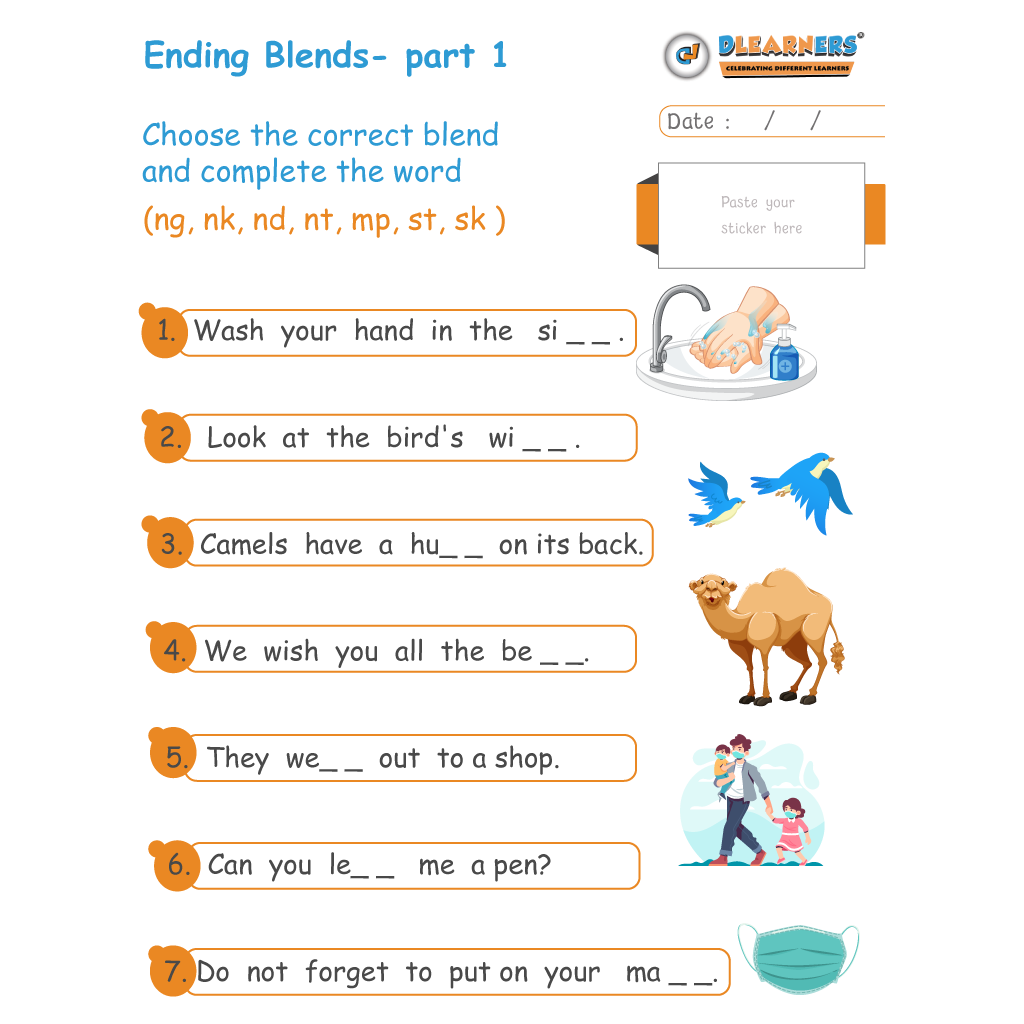 Ending Blends- part 1
DLEARNERS
CELEBRATING DIFFERENT LEARNERS
Date : / /
Choose the correct blend
and complete the word
(ng, nk, nd, nt, mp, st, sk )
Paste your
sticker here
1. Wash your hand in the si _ _ .
2. Look at the bird's wi _ _ .
3. Camels have a hu_ _ on its back.
4. We wish you all the be _ _.
5. They we_ _ out to a shop.
6. Can you le_ _ me a pen?
7. Do not forget to put on your ma _ _.